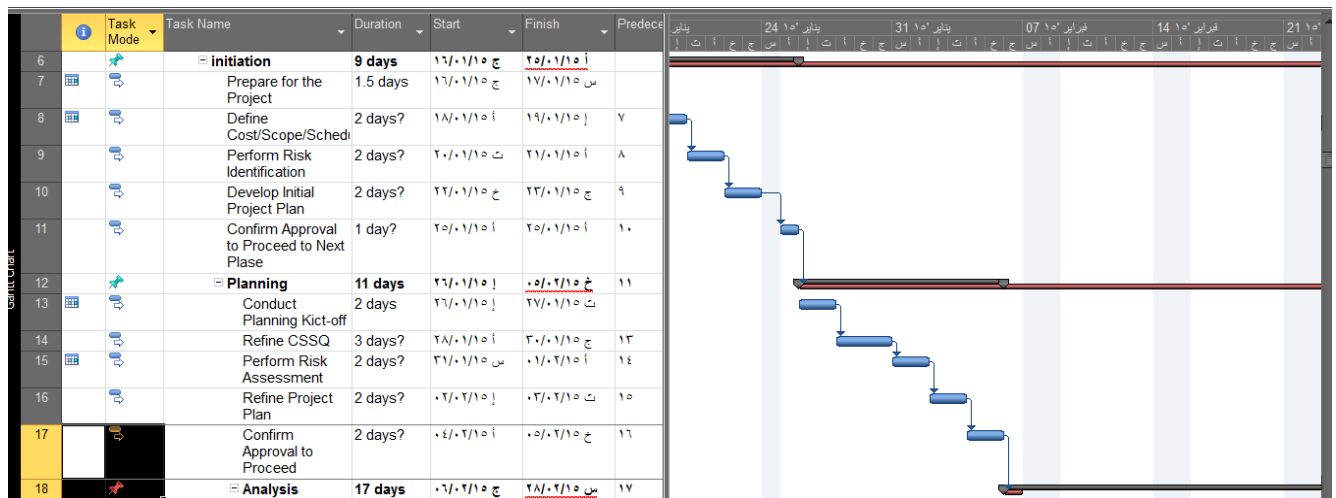 Task Mode Task Name Duration Start Finish Predece
يناير 24 يناير '١٥ 31 يناير '١٥ 07 فبراير '١٥ 14 فبراير '١٥ 21
إ ث أ خ ج س أ إ ث أ خ ج س أ إ ث أ خ ج س أ إ ث أ خ ج س أ إ ث أ خ ج س أ
6 initiation 9 days ج ١٦/٠١/١٥ أ ٢٥/٠١/١٥
7 Prepare for the Project 1.5 days ج ١٦/٠١/١٥ س ١٧/٠١/١٥
8 Define Cost/Scope/Schedu 2 days? أ ١٨/٠١/١٥ إ ١٩/٠١/١٥ ٧
9 Perform Risk Identification 2 days? ث ٢٠/٠١/١٥ أ ٢١/٠١/١٥ ٨
10 Develop Initial Project Plan 2 days? خ ٢٢/٠١/١٥ ج ٢٣/٠١/١٥ ٩
11 Confirm Approval to Proceed to Next Plase 1 day? أ ٢٥/٠١/١٥ أ ٢٥/٠١/١٥ ١٠
12 Planning 11 days إ ٢٦/٠١/١٥ خ ٠٥/٠٢/١٥ ١١
13 Conduct Planning Kict-off 2 days إ ٢٦/٠١/١٥ ث ٢٧/٠١/١٥
14 Refine CSSQ 3 days? أ ٢٨/٠١/١٥ ج ٣٠/٠١/١٥ ١٣
15 Perform Risk Assessment 2 days? س ٣١/٠١/١٥ أ ٠١/٠٢/١٥ ١٤
16 Refine Project Plan 2 days? إ ٠٢/٠٢/١٥ ث ٠٣/٠٢/١٥ ١٥
17 Confirm Approval to Proceed 2 days? أ ٠٤/٠٢/١٥ خ ٠٥/٠٢/١٥ ١٦
18 Analysis 17 days ج ٠٦/٠٢/١٥ س ٢٨/٠٢/١٥ ١٧
Gantt Chart